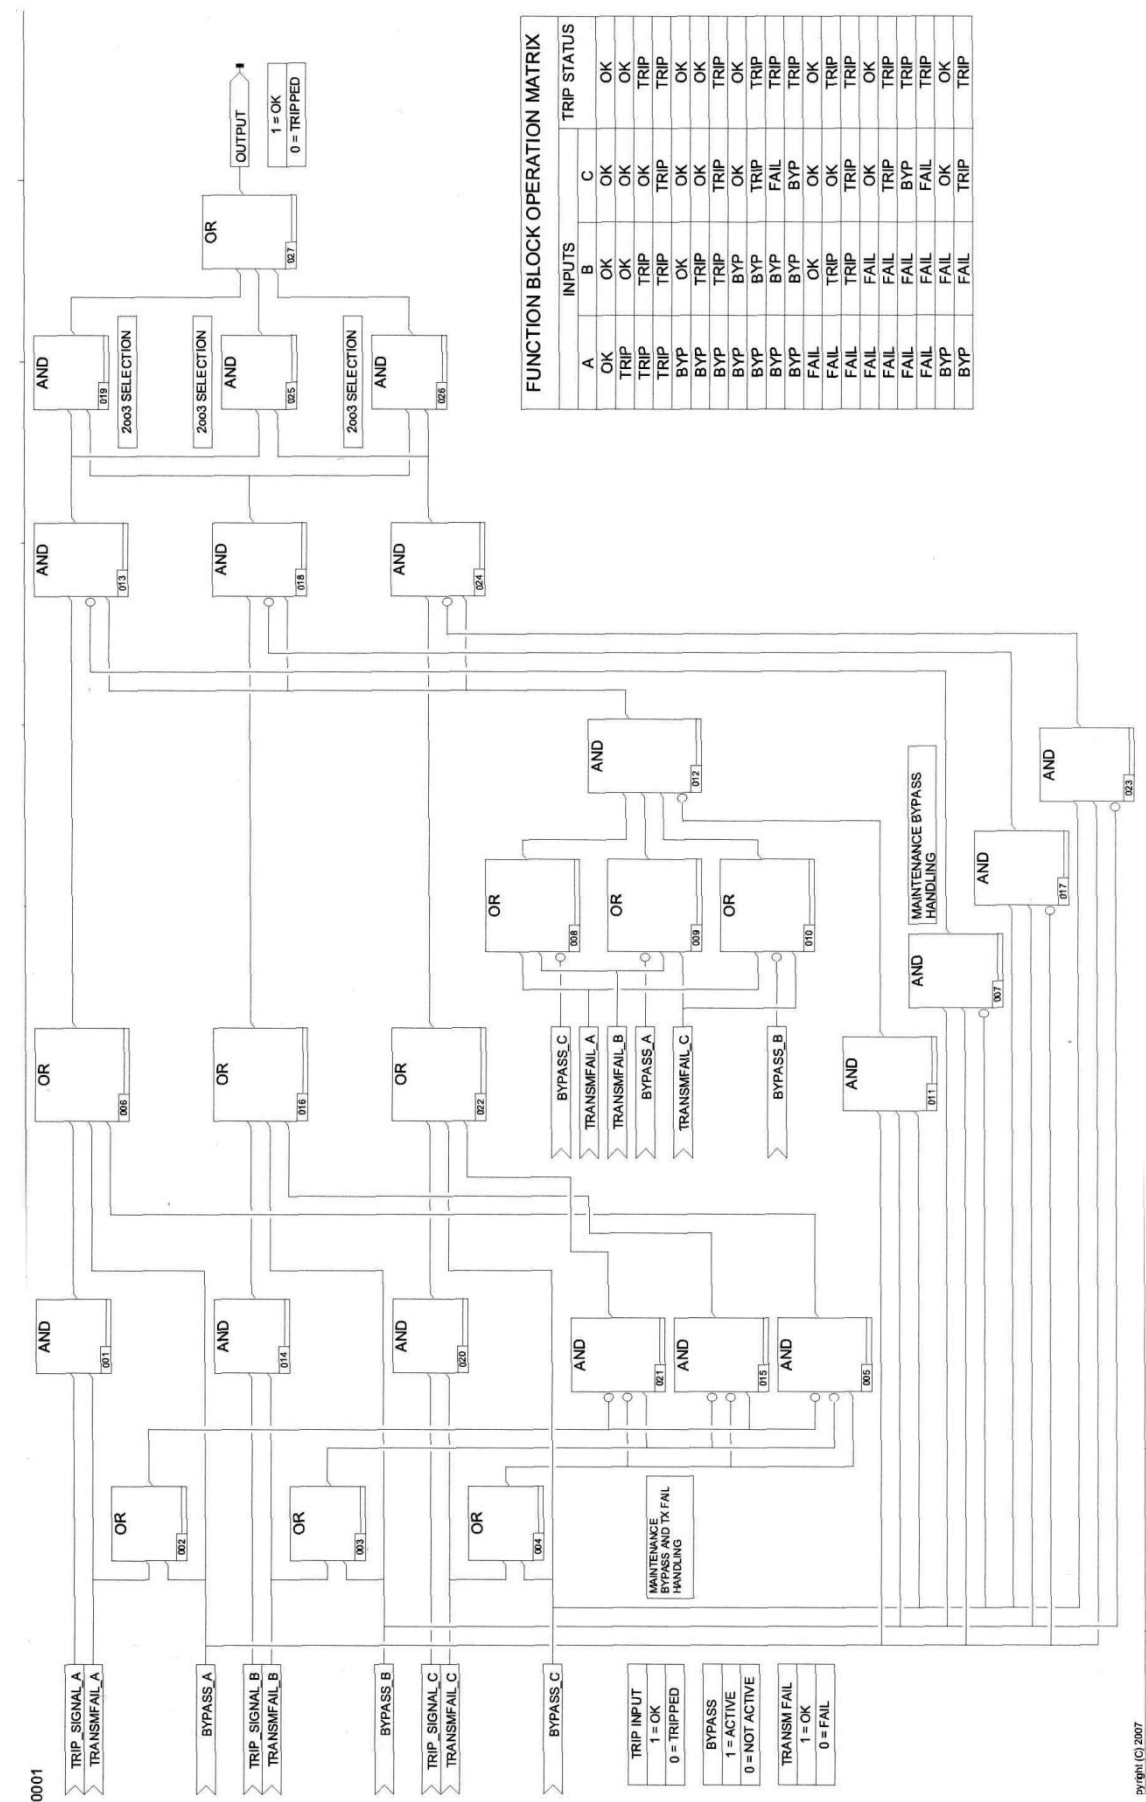 0001
TRIP_SIGNAL_A
TRANSMFAIL_A
AND
001
OR
006
AND
013
AND
019
2oo3 SELECTION
OR
002
BYPASS_A
OR
027
OUTPUT
1 = OK
0 = TRIPPED
TRIP_SIGNAL_B
TRANSMFAIL_B
AND
014
OR
016
AND
018
2oo3 SELECTION
AND
025
OR
003
BYPASS_B
2oo3 SELECTION
AND
026
TRIP_SIGNAL_C
TRANSMFAIL_C
AND
020
OR
022
AND
024
OR
004
BYPASS_C
AND
021
AND
015
AND
005
MAINTENANCE
BYPASS AND TX FAIL
HANDLING
BYPASS_C
TRANSMFAIL_A
TRANSMFAIL_B
BYPASS_A
TRANSMFAIL_C
BYPASS_B
OR
008
OR
009
OR
010
AND
012
AND
011
AND
007
MAINTENANCE BYPASS
HANDLING
AND
017
AND
023
TRIP INPUT
1 = OK
0 = TRIPPED
BYPASS
1 = ACTIVE
0 = NOT ACTIVE
TRANSM FAIL
1 = OK
0 = FAIL
FUNCTION BLOCK OPERATION MATRIX
INPUTS TRIP STATUS
A B C
OK OK OK OK
TRIP OK OK OK
TRIP TRIP OK TRIP
TRIP TRIP TRIP TRIP
BYP OK OK OK
BYP TRIP OK OK
BYP TRIP TRIP TRIP
BYP BYP OK OK
BYP BYP TRIP TRIP
BYP BYP FAIL TRIP
BYP BYP BYP TRIP
FAIL OK OK OK
FAIL TRIP OK TRIP
FAIL TRIP TRIP TRIP
FAIL FAIL OK OK
FAIL FAIL TRIP TRIP
FAIL FAIL BYP TRIP
FAIL FAIL FAIL TRIP
BYP FAIL OK OK
BYP FAIL TRIP TRIP
pyright (C) 2007